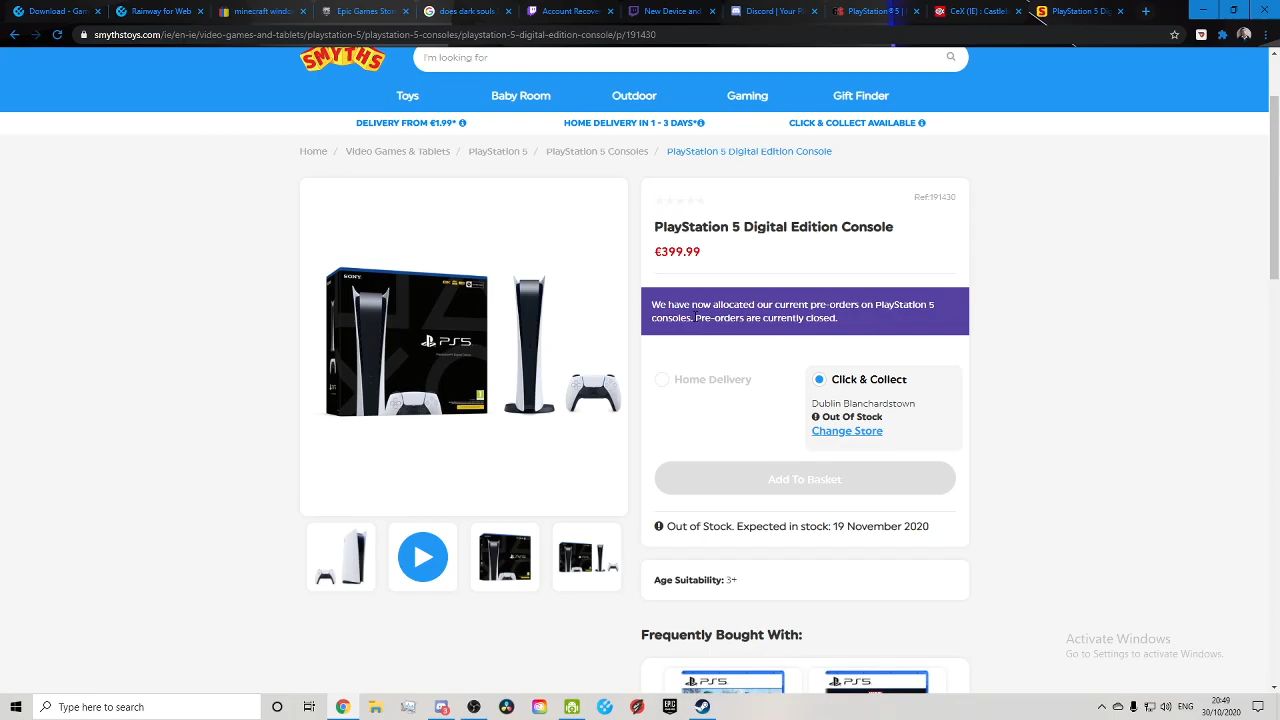 Download - Gar
Rainway for Web
minecraft windo
Epic Games Stor
does dark souls
Account Recover
New Device and
Discord | Your P
PlayStation®5 |
CeX (IE) : Castle
PlayStation 5 Dig
smythstoys.com/ie/en-ie/video-games-and-tablets/playstation-5/playstation-5-consoles/playstation-5-digital-edition-console/p/191430
SMYTHS
I'm looking for
Toys
Baby Room
Outdoor
Gaming
Gift Finder
DELIVERY FROM €1.99*
HOME DELIVERY IN 1 - 3 DAYS*
CLICK & COLLECT AVAILABLE
Home / Video Games & Tablets / PlayStation 5 / PlayStation 5 Consoles / PlayStation 5 Digital Edition Console
Ref:191430
PlayStation 5 Digital Edition Console
€399.99
We have now allocated our current pre-orders on PlayStation 5
consoles. Pre-orders are currently closed.
SONY
PS5
Home Delivery
Click & Collect
Dublin Blanchardstown
Out Of Stock
Change Store
Add To Basket
Out of Stock. Expected in stock: 19 November 2020
Age Suitability: 3+
Frequently Bought With:
PS5
PS5
Activate Windows
Go to Settings to activate Windows.
Type here to search
20:49
30/10/2020